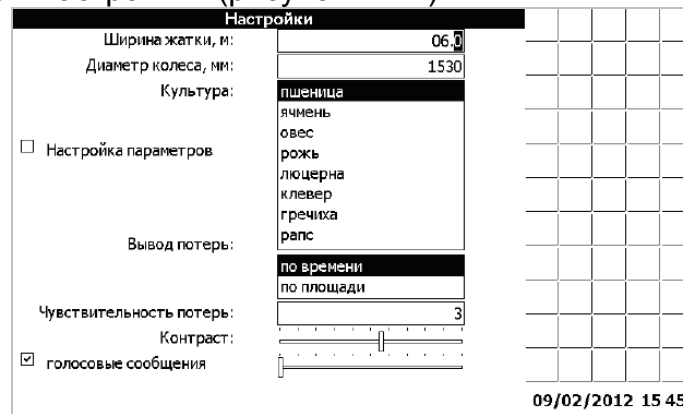 Настройки
Ширина жатки, м: 06.0
Диаметр колеса, мм: 1530
Культура: пшеница
ячмень
овес
Настройка параметров рожь
люцерна
клевер
гречиха
Вывод потерь: рапс
по времени
по площади
Чувствительность потерь: 3
Контраст:
голосовые сообщения
09/02/2012 15 45